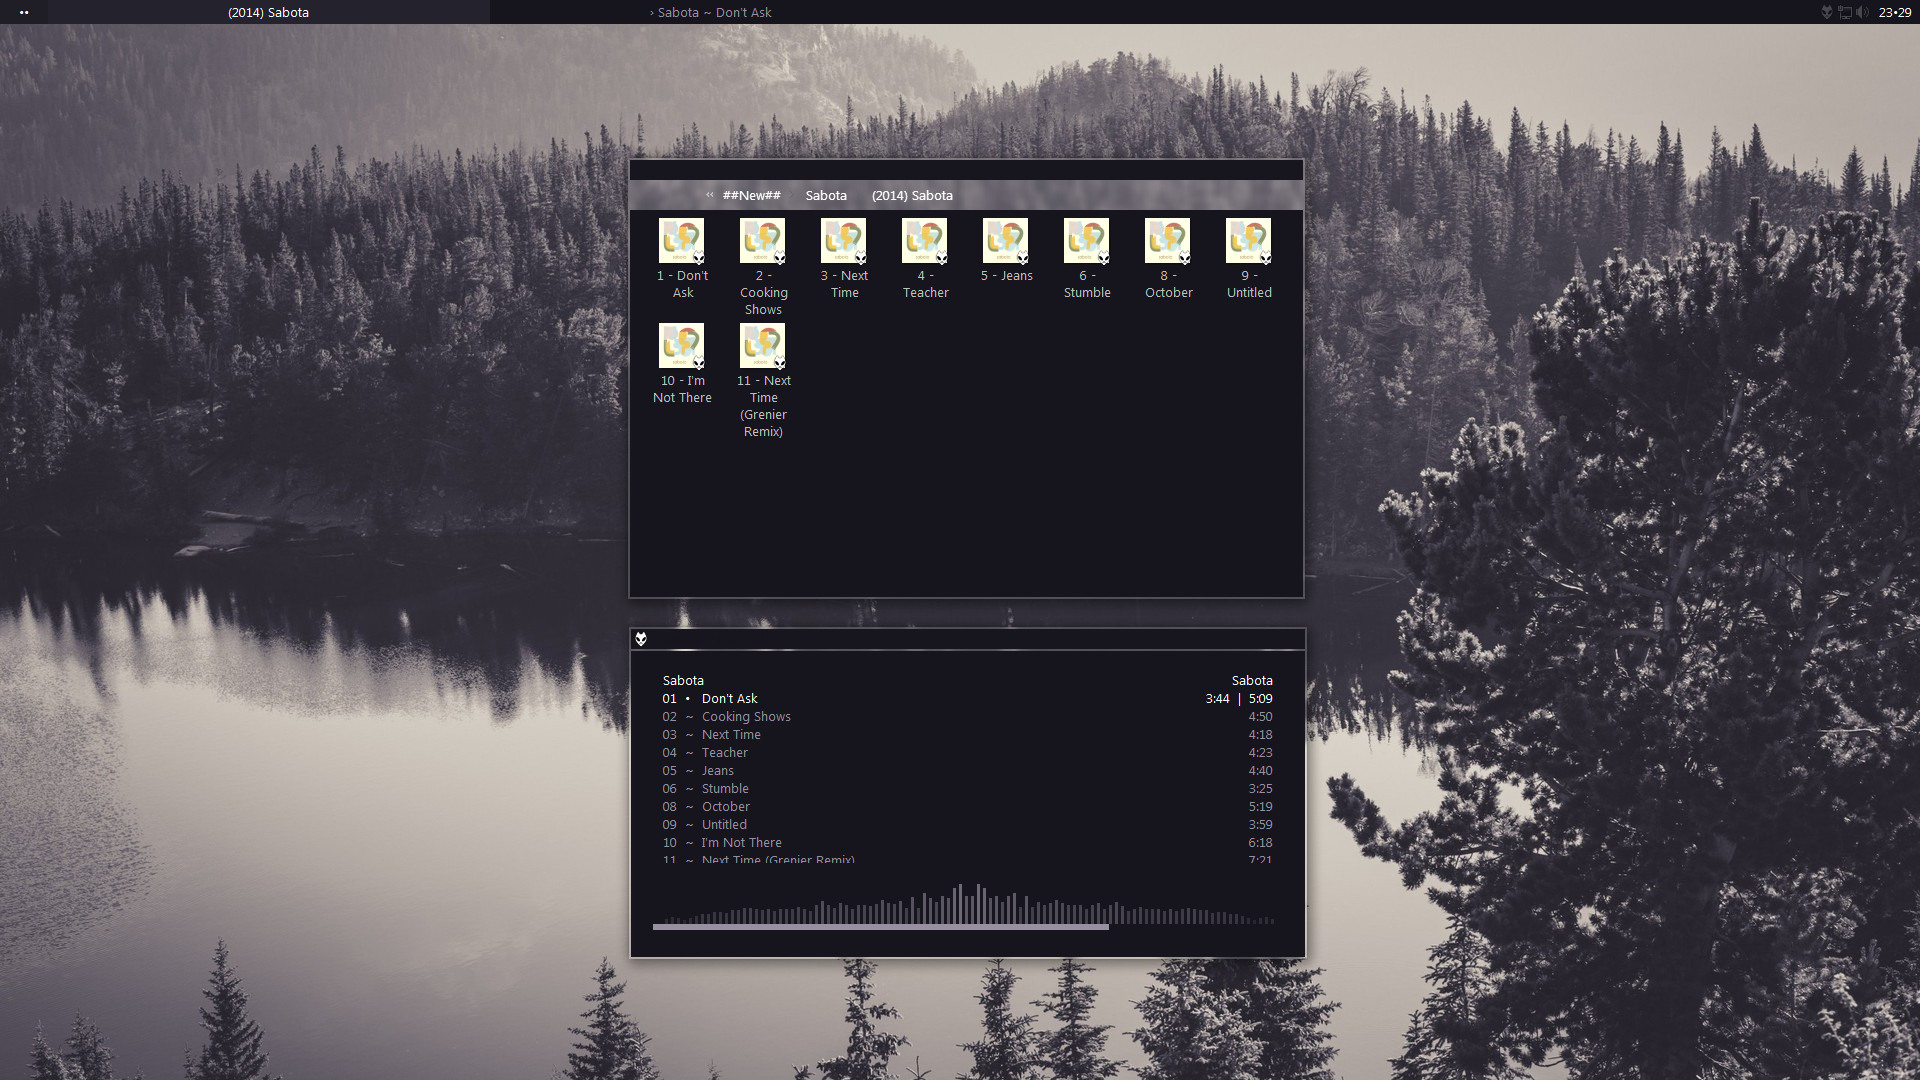 •• (2014) Sabota › Sabota ~ Don't Ask 23•29
‹‹ ##New## Sabota (2014) Sabota
1 - Don't Ask
2 - Cooking Shows
3 - Next Time
4 - Teacher
5 - Jeans
6 - Stumble
8 - October
9 - Untitled
10 - I'm Not There
11 - Next Time (Grenier Remix)
Sabota Sabota
01 • Don't Ask 3:44 | 5:09
02 ~ Cooking Shows 4:50
03 ~ Next Time 4:18
04 ~ Teacher 4:23
05 ~ Jeans 4:40
06 ~ Stumble 3:25
08 ~ October 5:19
09 ~ Untitled 3:59
10 ~ I'm Not There 6:18
11 ~ Next Time (Grenier Remix) 7:21